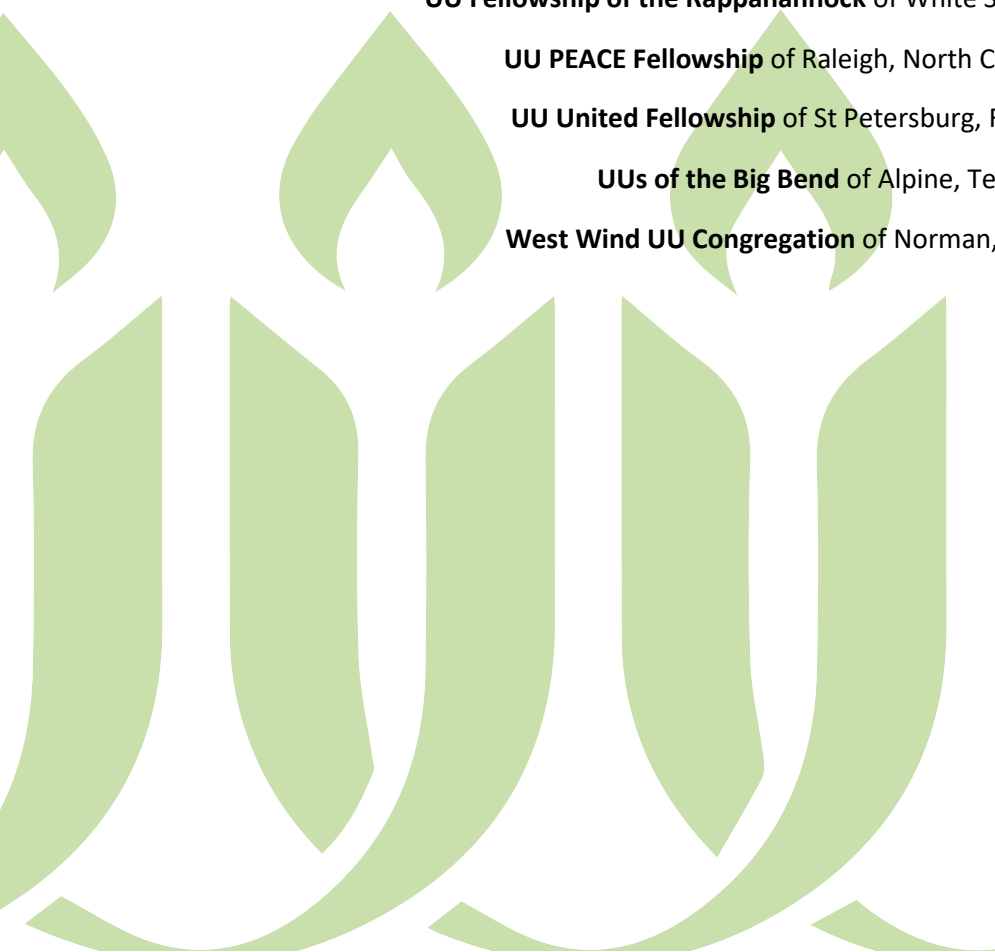 UU Fellowship of the Rappahannock of White S
UU PEACE Fellowship of Raleigh, North C
UU United Fellowship of St Petersburg, F
UUs of the Big Bend of Alpine, Te
West Wind UU Congregation of Norman,